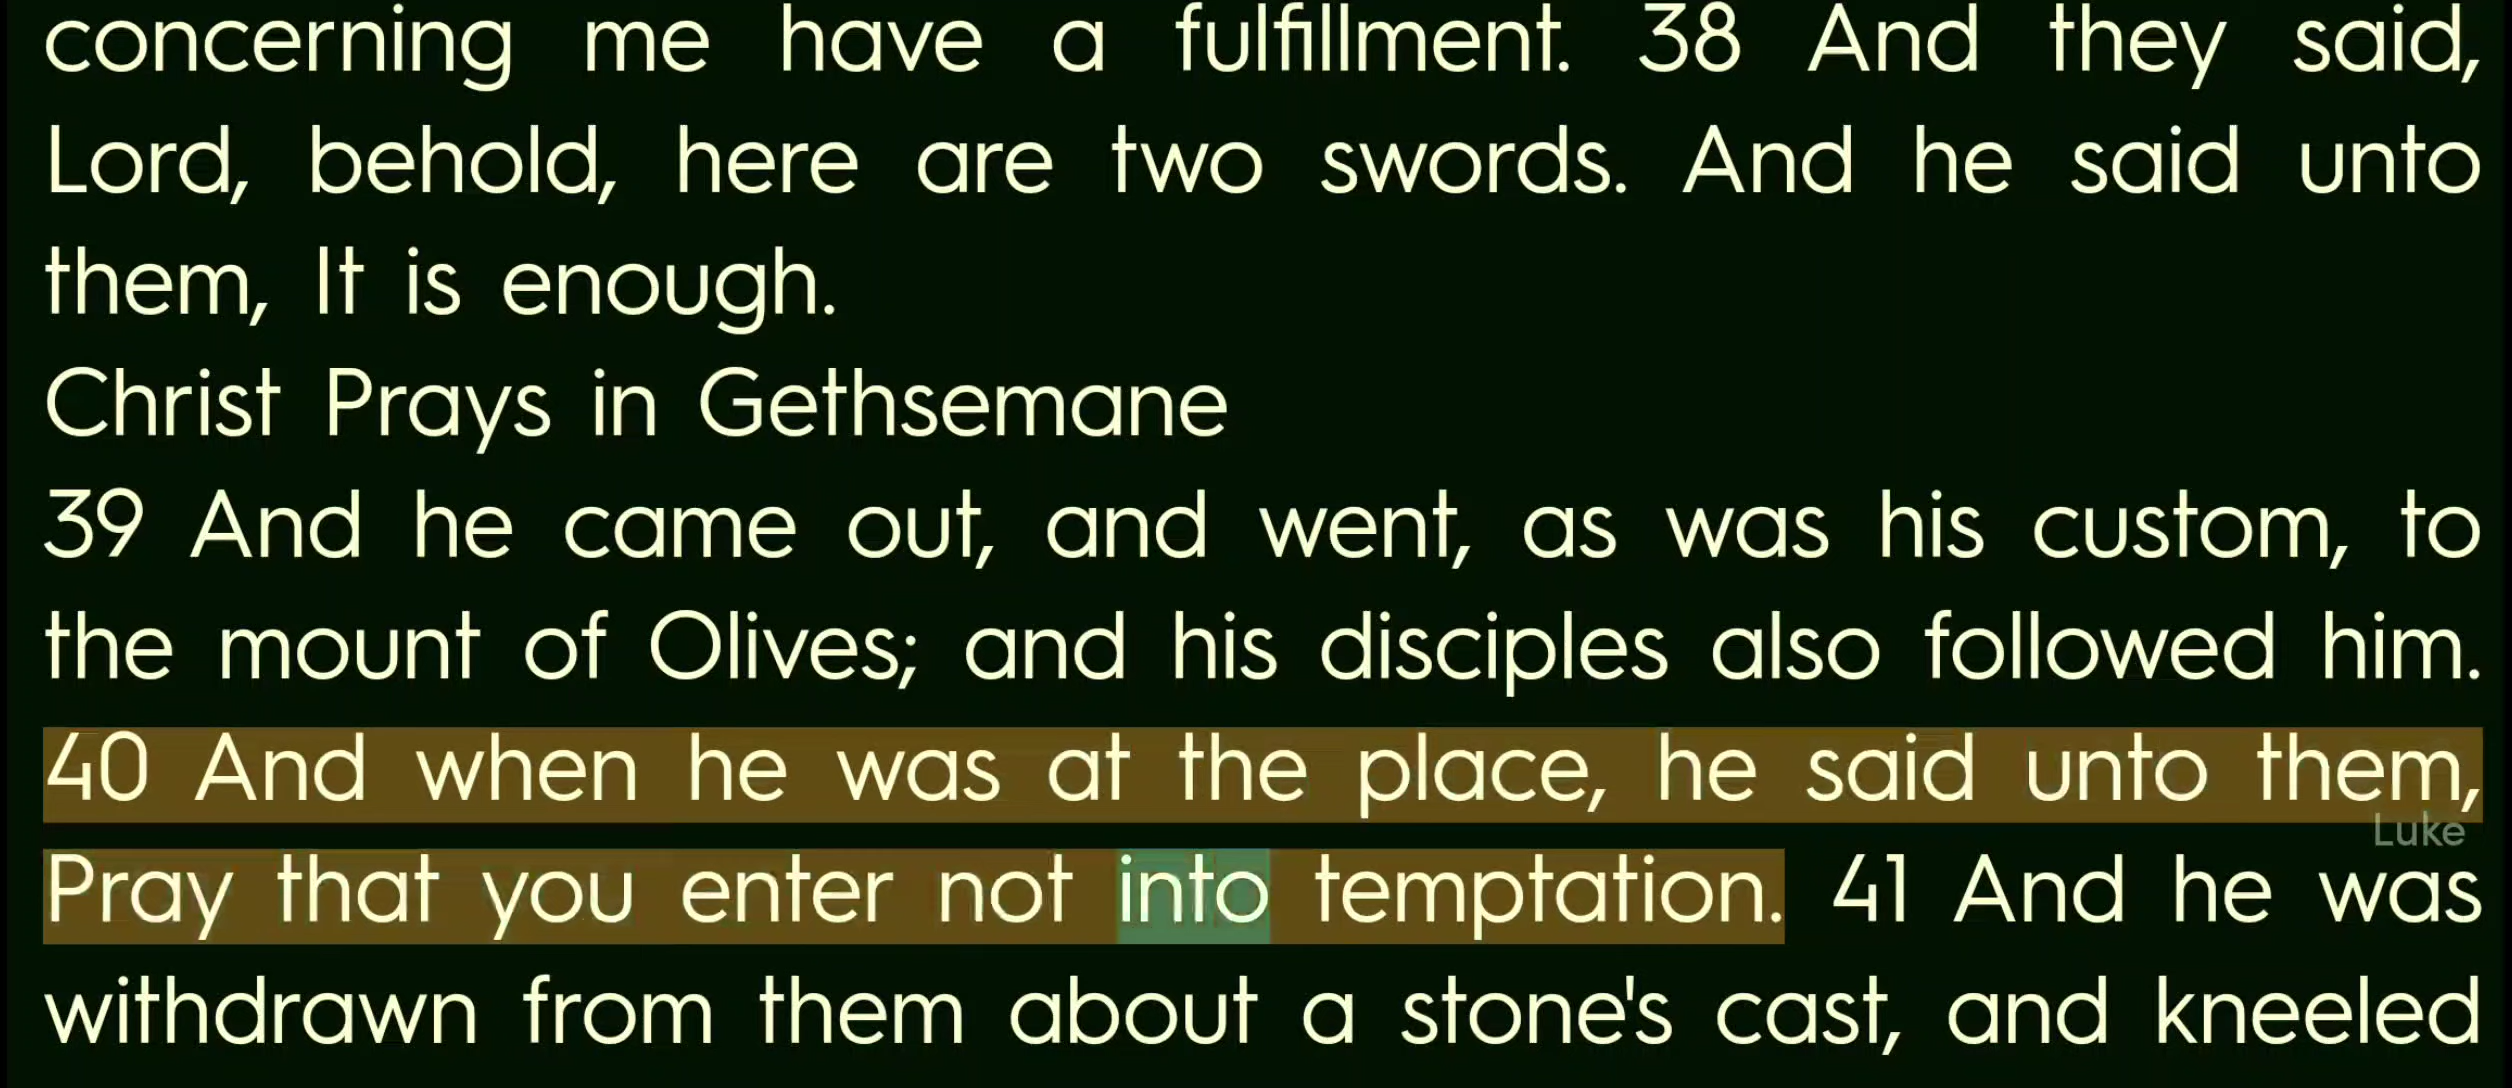 concerning me have a fulfillment. 38 And they said,
Lord, behold, here are two swords. And he said unto
them, It is enough.
Christ Prays in Gethsemane
39 And he came out, and went, as was his custom, to
the mount of Olives; and his disciples also followed him.
40 And when he was at the place, he said unto them,
Luke
Pray that you enter not into temptation. 41 And he was
withdrawn from them about a stone's cast, and kneeled